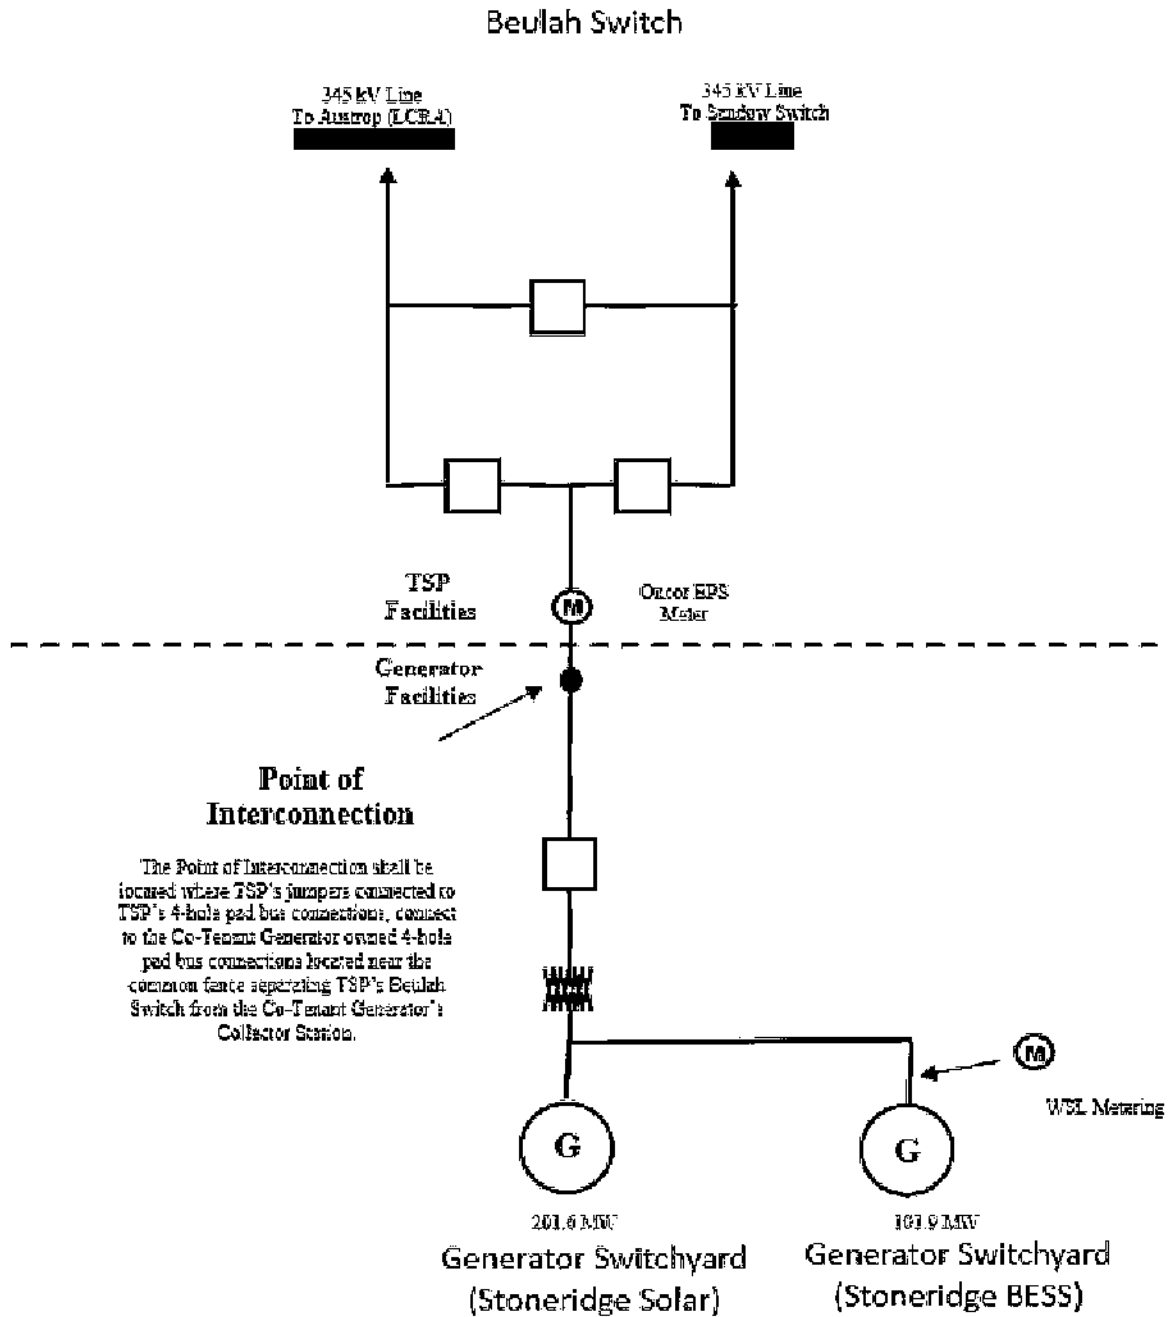 Beulah Switch
345 kV Line
To Austrop (LCRA)
345 kV Line
To Sandow Switch
TSP
Facilities
M
Oncor EPS
Meter
Generator
Facilities
Point of
Interconnection
The Point of Interconnection shall be
located where TSP's jumpers connected to
TSP's 4-hole pad bus connections, connect
to the Co-Tenant Generator owned 4-hole
pad bus connections located near the
common fence separating TSP's Beulah
Switch from the Co-Tenant Generator's
Collector Station.
M
WSL Metering
G
G
201.6 MW
MW
Generator Switchyard
(Stoneridge Solar)
Generator Switchyard
(Stoneridge BESS)